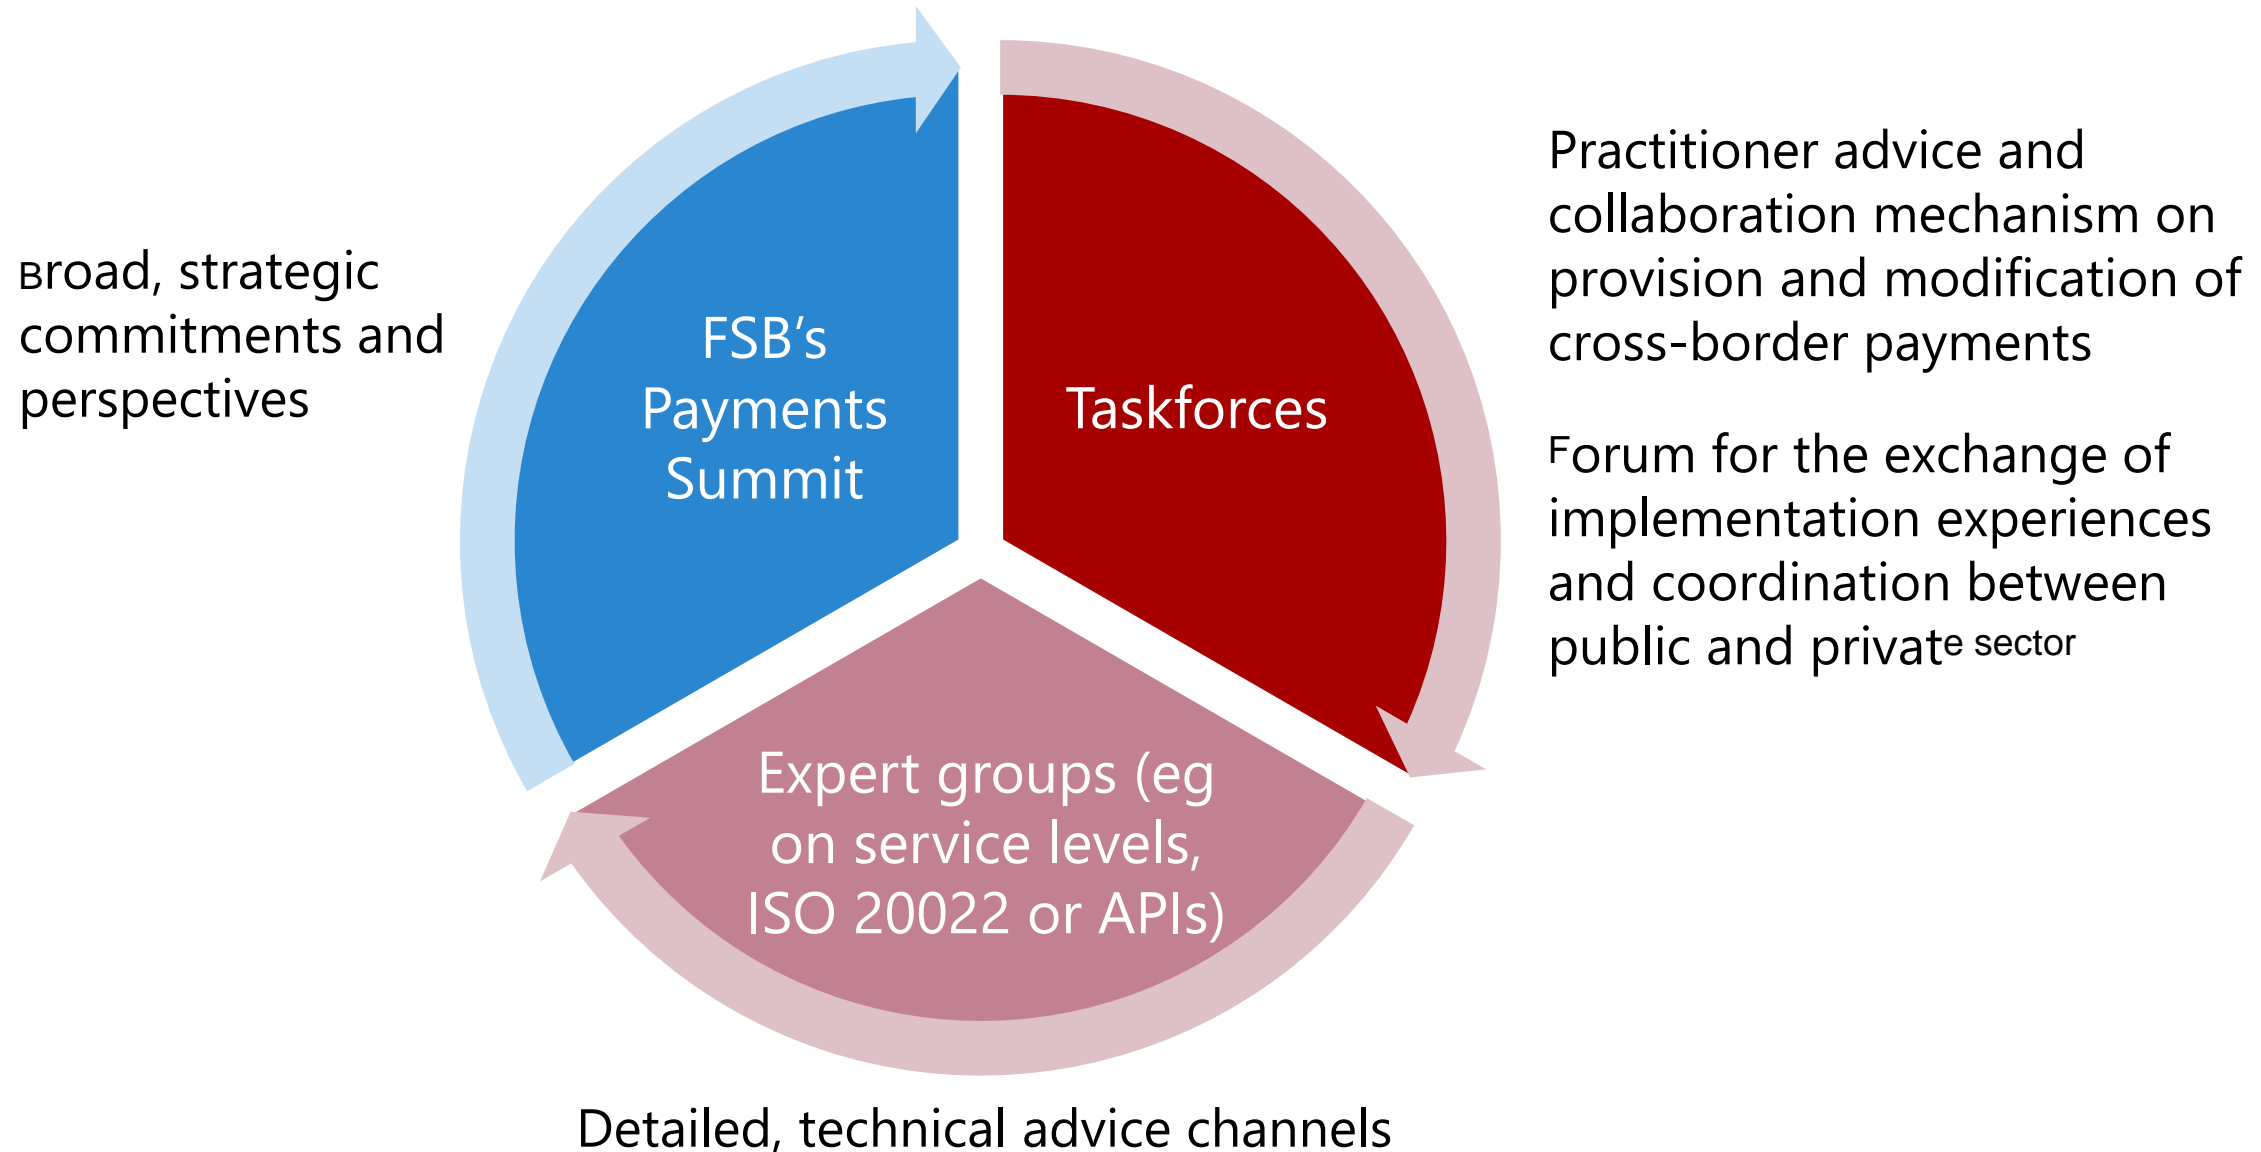 Broad, strategic
commitments and
perspectives
FSB’s
Payments
Summit
Taskforces
Practitioner advice and
collaboration mechanism on
provision and modification of
cross-border payments
Forum for the exchange of
implementation experiences
and coordination between
public and private sector
Expert groups (eg
on service levels,
ISO 20022 or APIs)
Detailed, technical advice channels